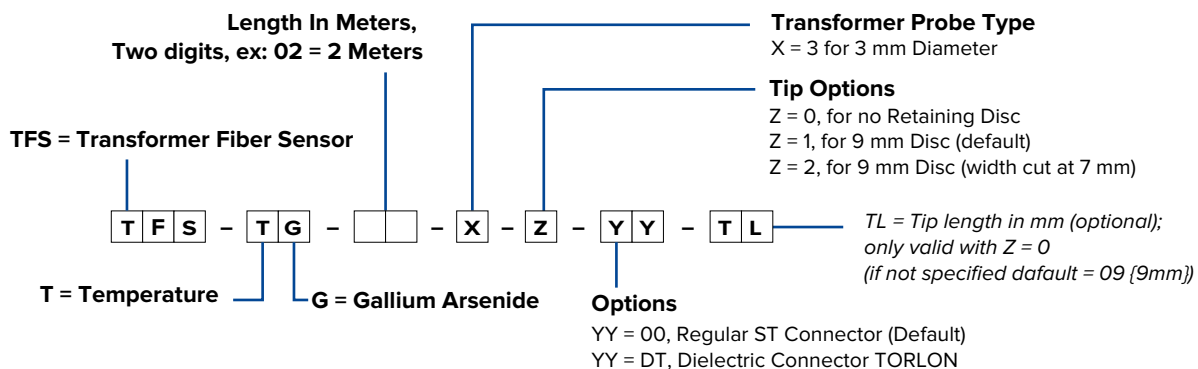 Length In Meters,
Two digits, ex: 02 = 2 Meters
Transformer Probe Type
X = 3 for 3 mm Diameter
Tip Options
Z = 0, for no Retaining Disc
Z = 1, for 9 mm Disc (default)
Z = 2, for 9 mm Disc (width cut at 7 mm)
TFS = Transformer Fiber Sensor
T F S – T G – – X – Z – Y Y – T L
TL = Tip length in mm (optional);
only valid with Z = 0
(if not specified dafault = 09 {9mm})
T = Temperature
G = Gallium Arsenide
Options
YY = 00, Regular ST Connector (Default)
YY = DT, Dielectric Connector TORLON